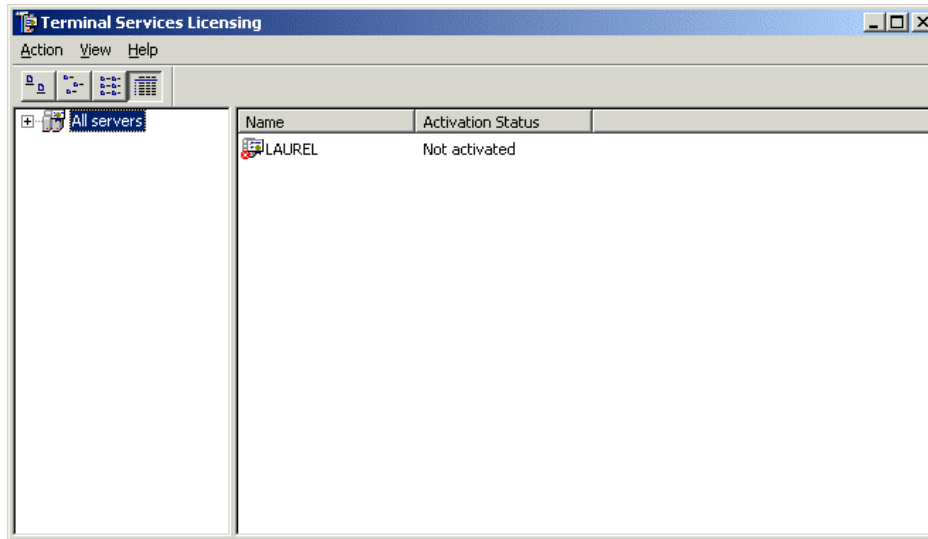 Terminal Services Licensing
Action View Help
All servers
Name Activation Status
LAUREL Not activated